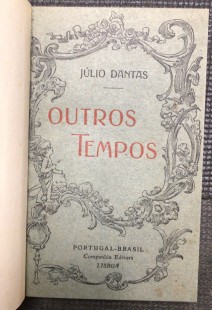 JÚLIO DANTAS
OUTROS
TEMPOS
PORTUGAL-BRASIL
Companhia Editora
LISBOA